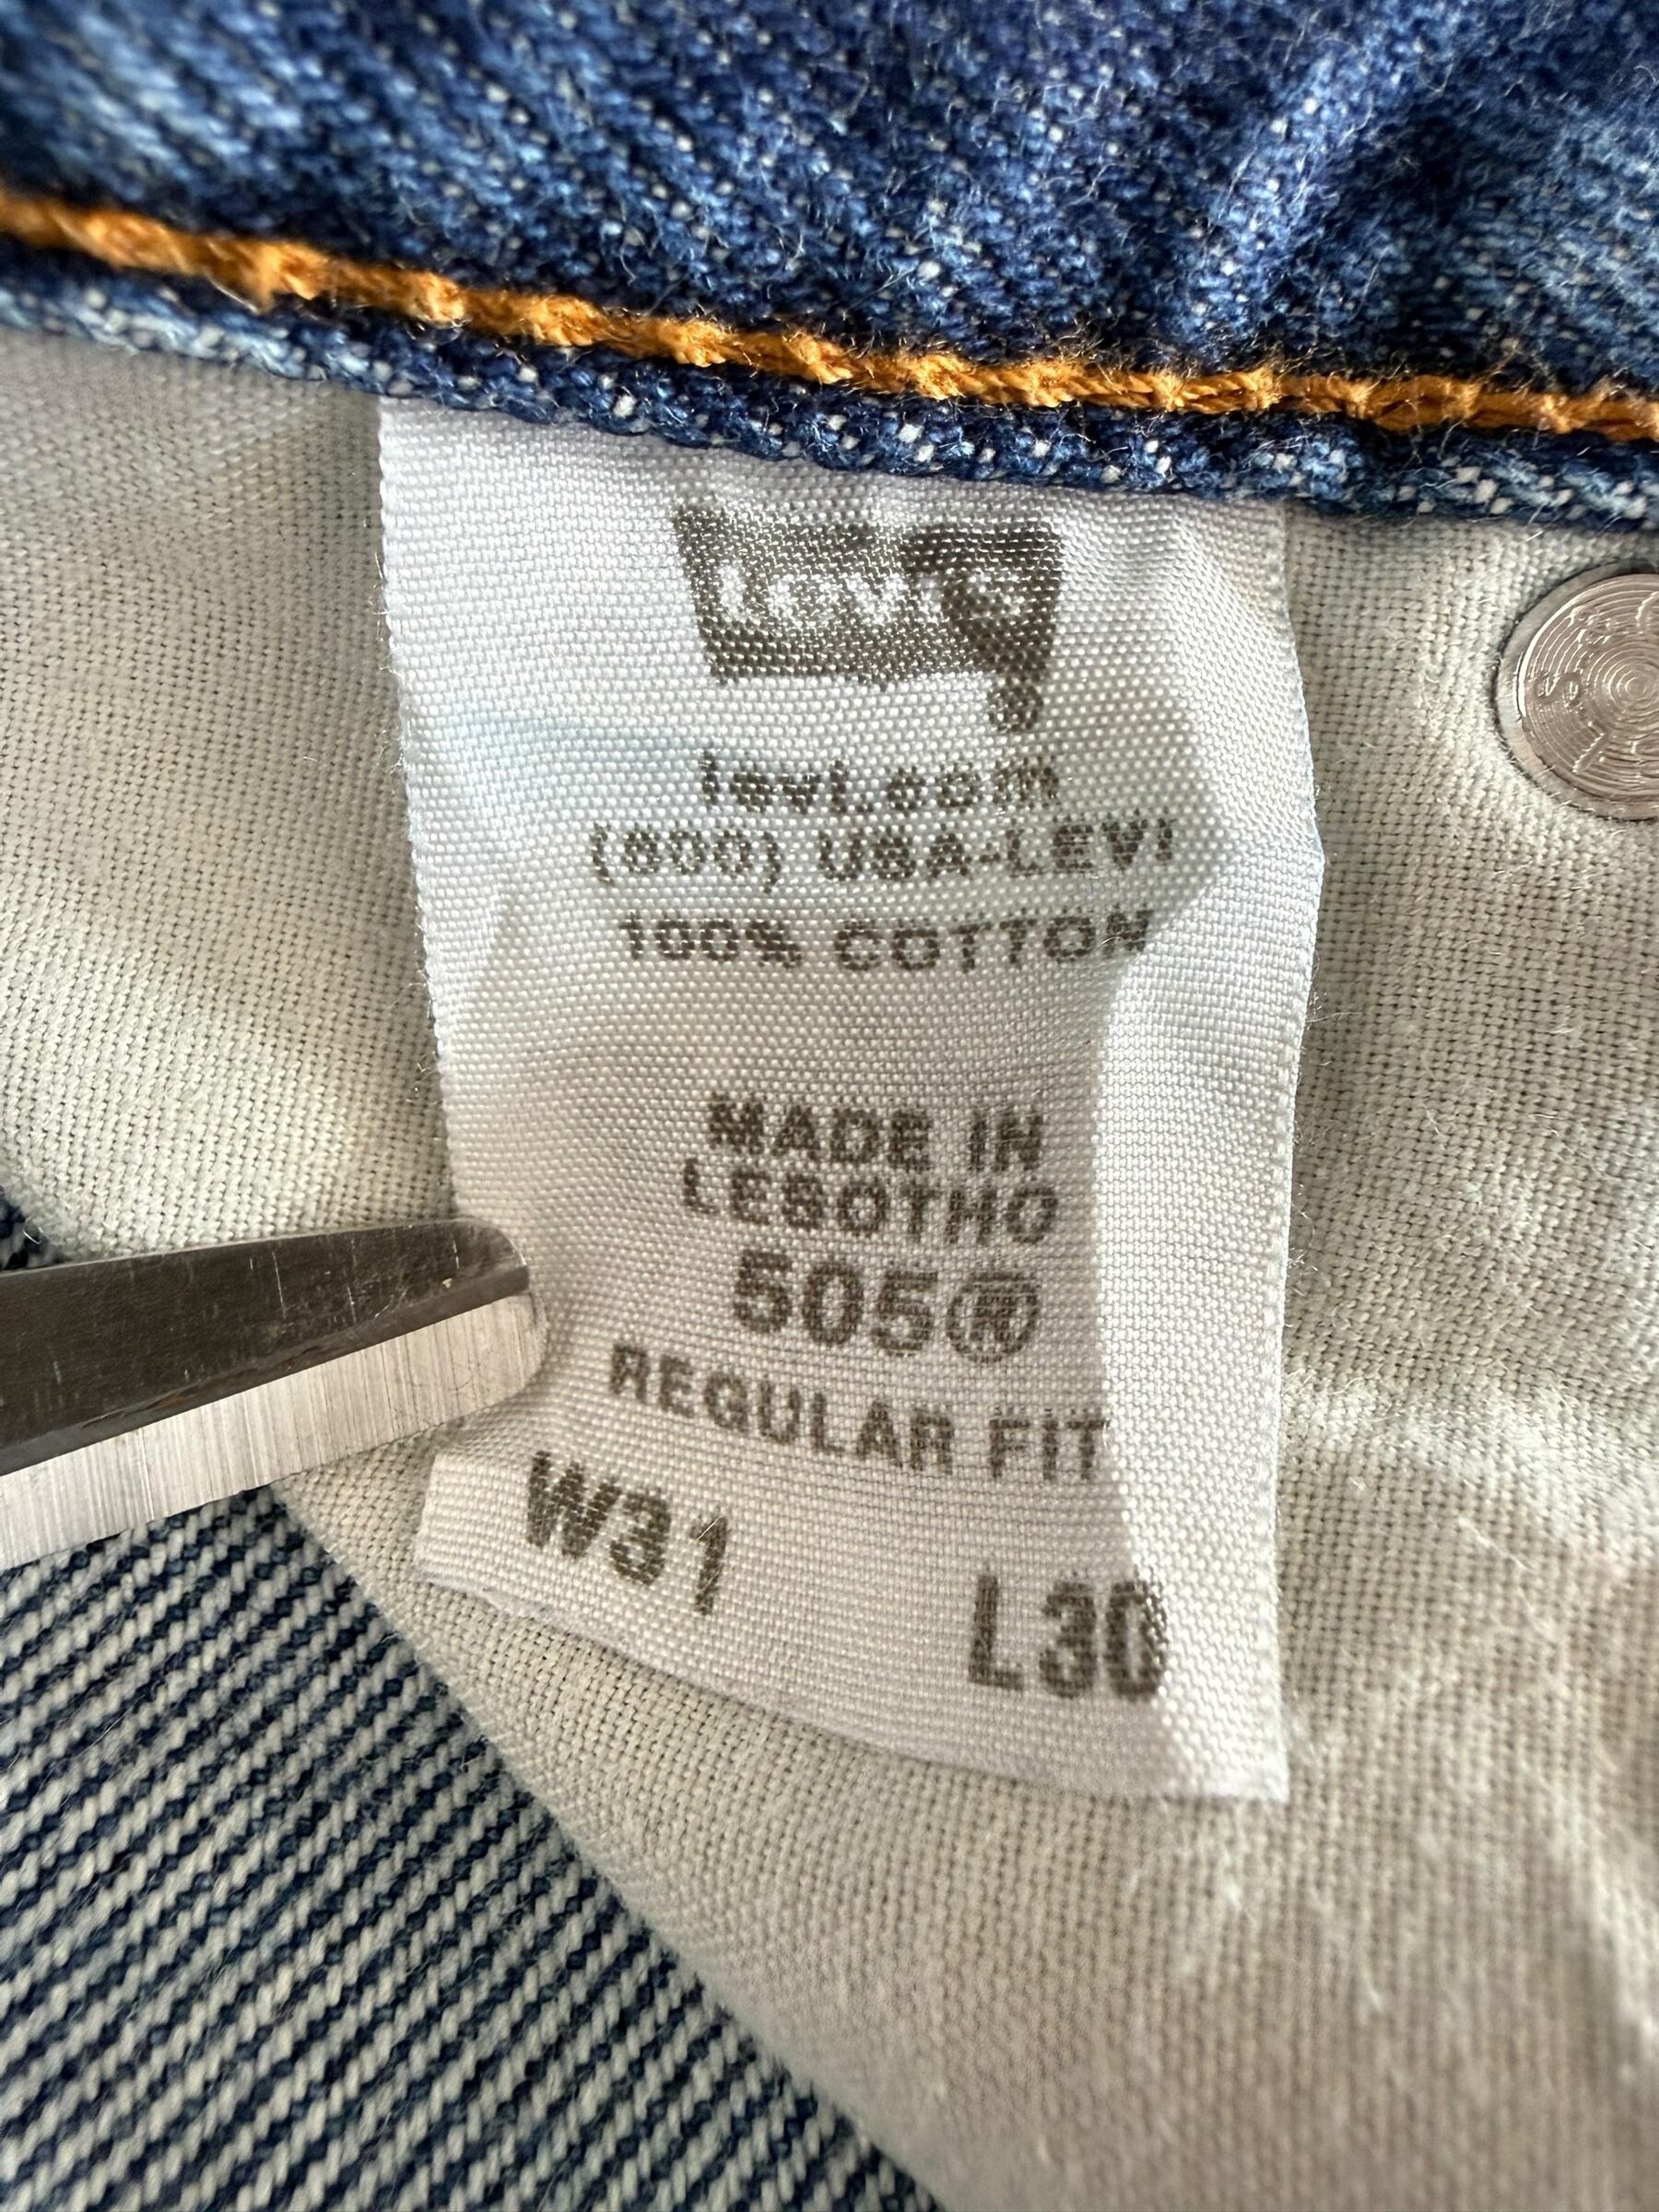 Levi's
®
levi.com
(800) USA-LEVI
100% COTTON
MADE IN
LESOTHO
505®
REGULAR FIT
W31 L30